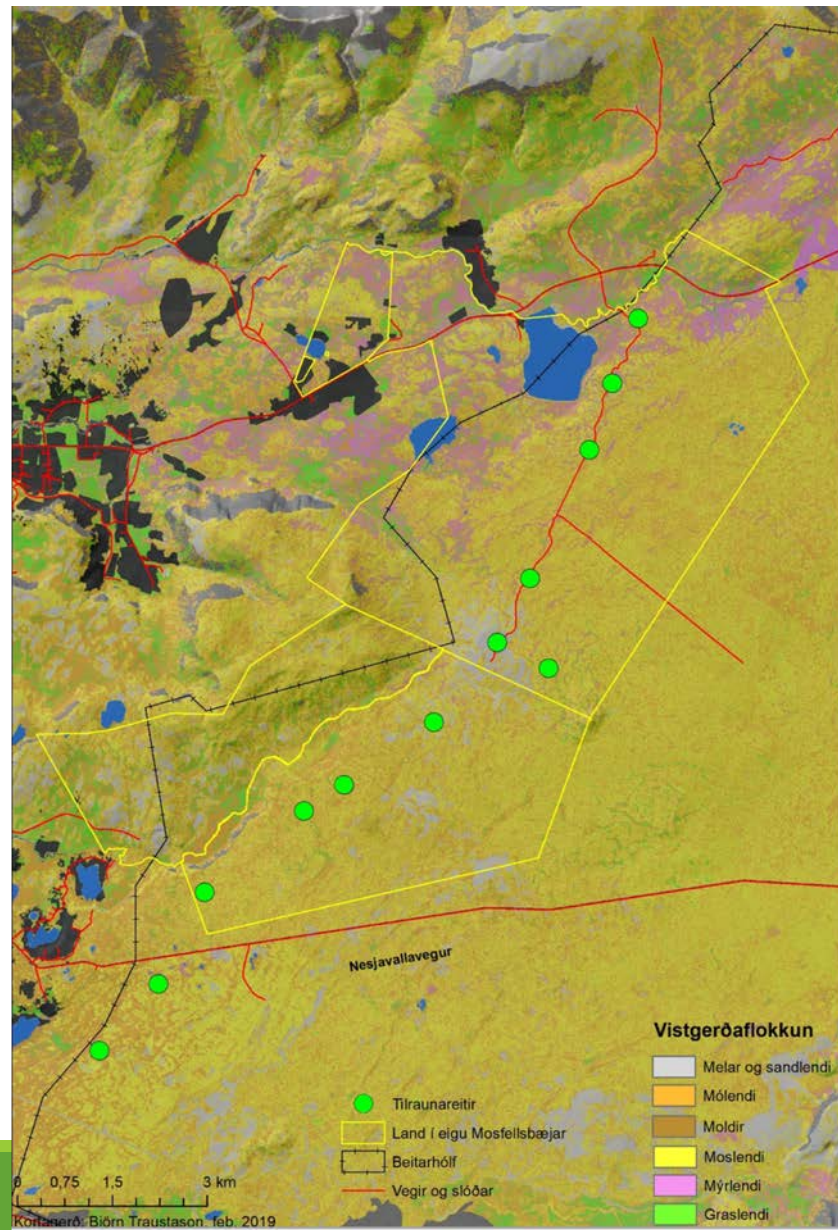 Nesjavallavegur
Vistgerðaflokkun
Melar og sandlendi
Mólendi
Moldir
Moslendi
Mýrlendi
Graslendi
Tilraunareitir
Land í eigu Mosfellsbæjar
Beitarhólf
Vegir og slóðar
0 0,75 1,5 3 km
Kortagerð: Björn Traustason. feb. 2019